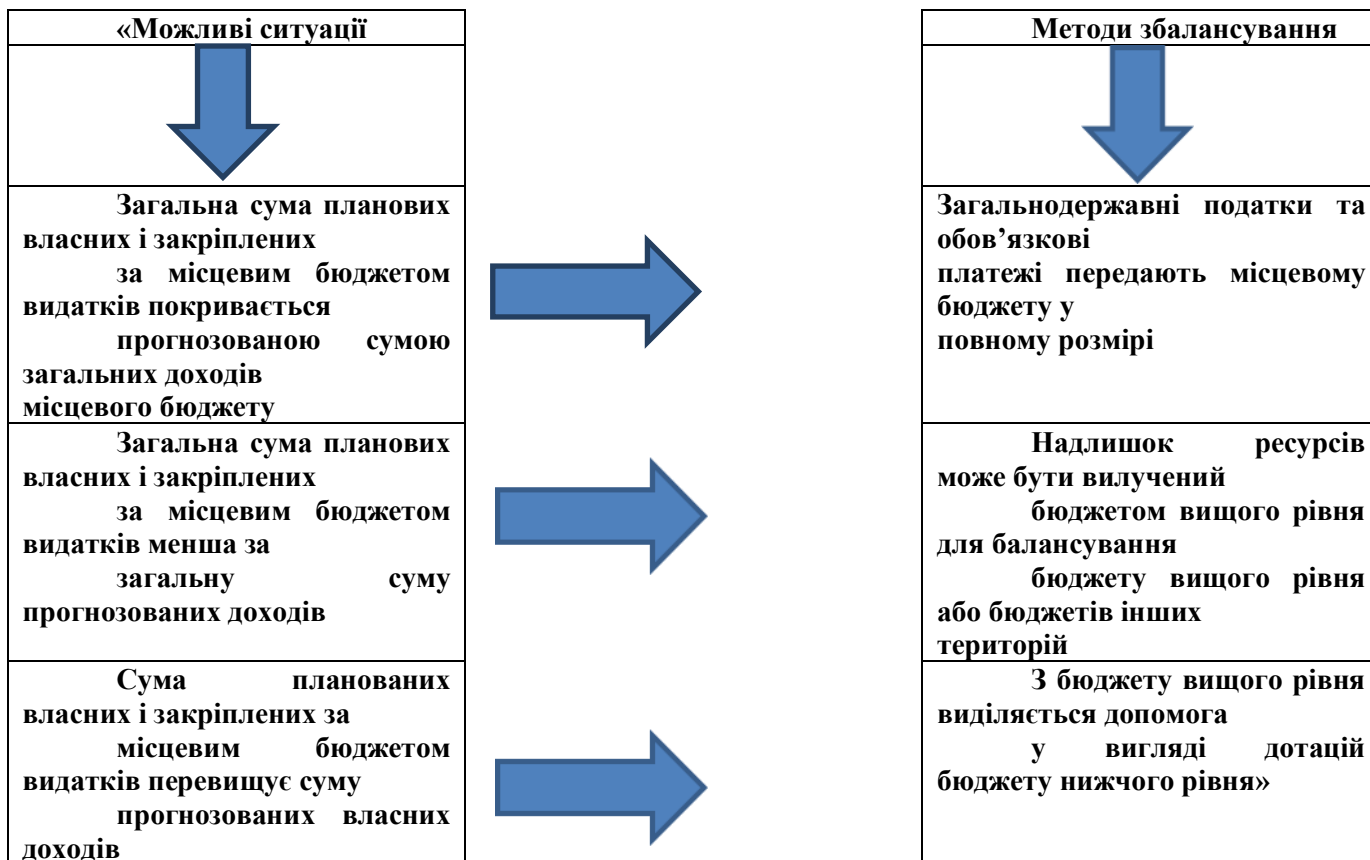 «Можливі ситуації
Загальна сума планових
власних і закріплених
за місцевим бюджетом
видатків покривається
прогнозованою сумою
загальних доходів
місцевого бюджету
Загальна сума планових
власних і закріплених
за місцевим бюджетом
видатків менша за
загальну суму
прогнозованих доходів
Сума планованих
власних і закріплених за
місцевим бюджетом
видатків перевищує суму
прогнозованих власних
доходів
Методи збалансування
Загальнодержавні податки та
обов’язкові
платежі передають місцевому
бюджету у
повному розмірі
Надлишок ресурсів
може бути вилучений
бюджетом вищого рівня
для балансування
бюджету вищого рівня
або бюджетів інших
територій
З бюджету вищого рівня
виділяється допомога
у вигляді дотацій
бюджету нижчого рівня»